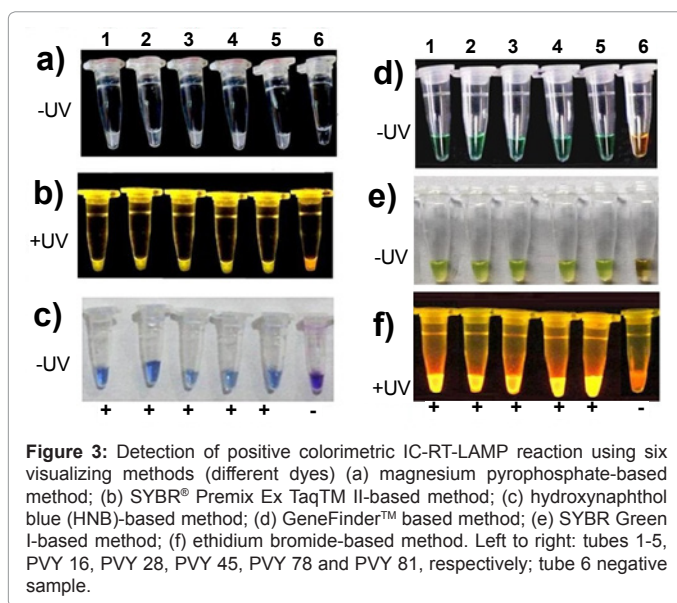 1 2 3 4 5 6
a)
-UV
b)
+UV
c)
-UV
+ + + + + -
1 2 3 4 5 6
d)
-UV
e)
-UV
f)
+UV
+ + + + + -
Figure 3: Detection of positive colorimetric IC-RT-LAMP reaction using six
visualizing methods (different dyes) (a) magnesium pyrophosphate-based
method; (b) SYBR® Premix Ex TaqTM II-based method; (c) hydroxynaphthol
blue (HNB)-based method; (d) GeneFinder™ based method; (e) SYBR Green
I-based method; (f) ethidium bromide-based method. Left to right: tubes 1-5,
PVY 16, PVY 28, PVY 45, PVY 78 and PVY 81, respectively; tube 6 negative
sample.